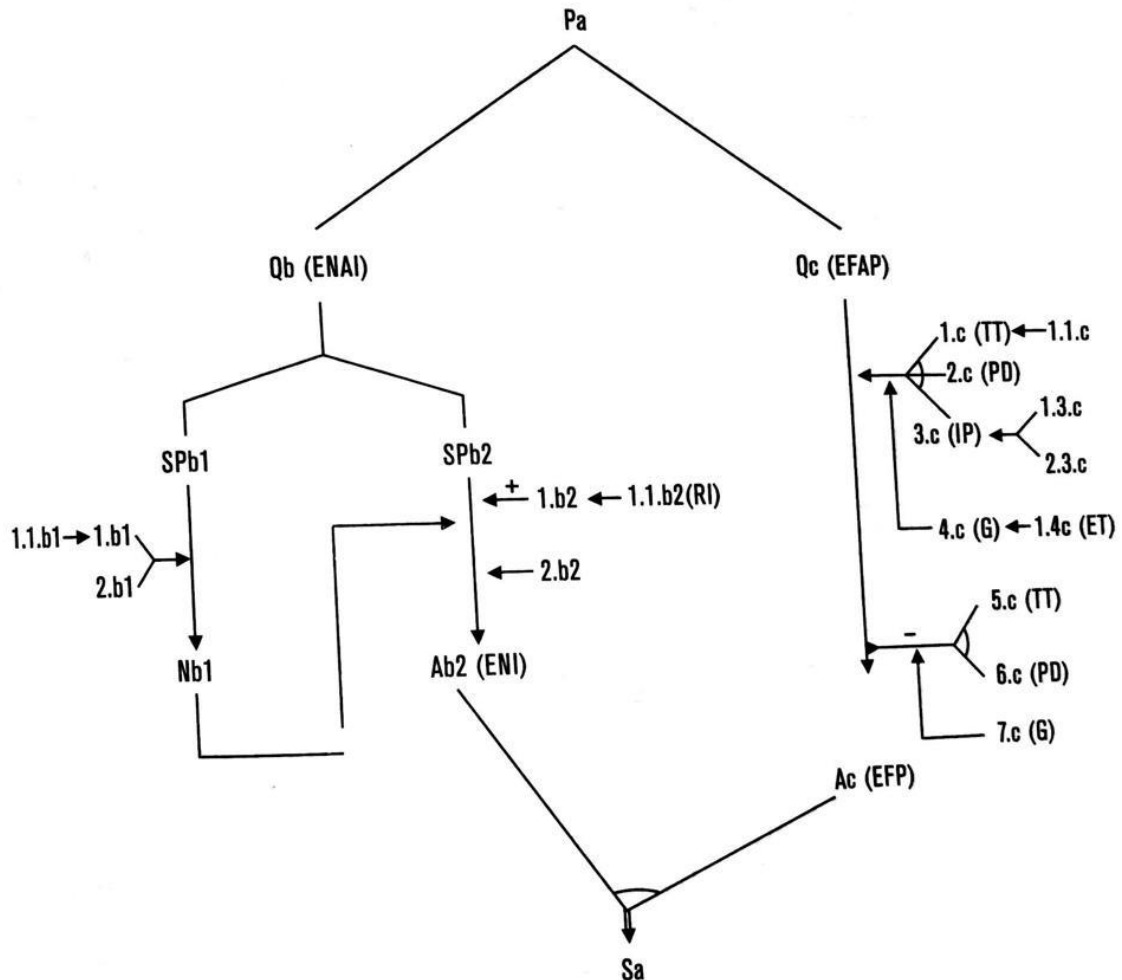 Pa
Qb (ENAI)
Qc (EFAP)
1.c (TT)
1.1.c
2.c (PD)
3.c (IP)
1.3.c
2.3.c
4.c (G)
1.4c (ET)
SPb1
SPb2
+
1.b2
1.1.b2(RI)
1.1.b1
1.b1
2.b1
2.b2
5.c (TT)
-
6.c (PD)
7.c (G)
Nb1
Ab2 (ENI)
Ac (EFP)
Sa